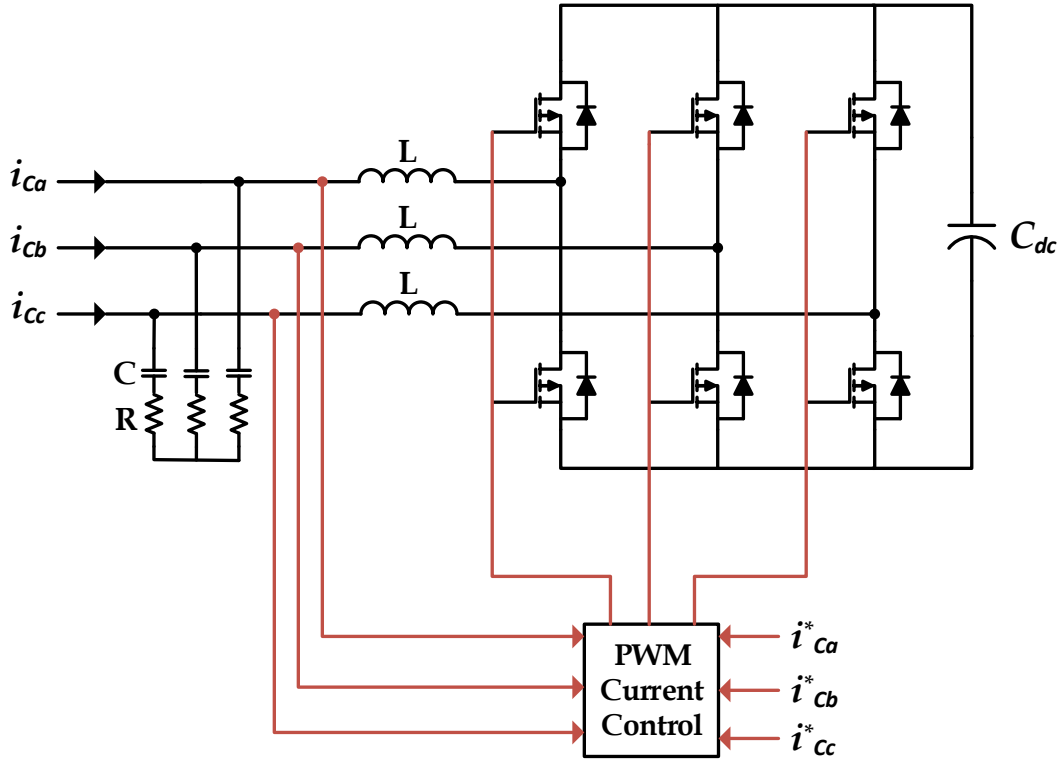 i_Ca
i_Cb
i_Cc
L
L
L
C
R
C_dc
PWM
Current
Control
i*_Ca
i*_Cb
i*_Cc